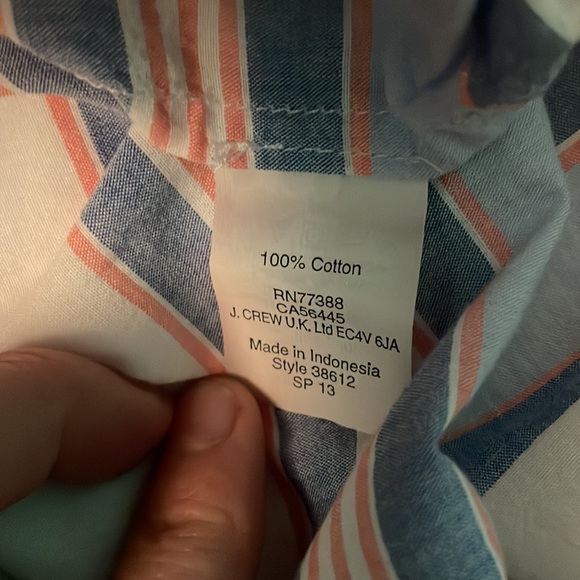 100% Cotton
RN77388
CA56445
J. CREW U.K. Ltd EC4V 6JA
Made in Indonesia
Style 38612
SP 13